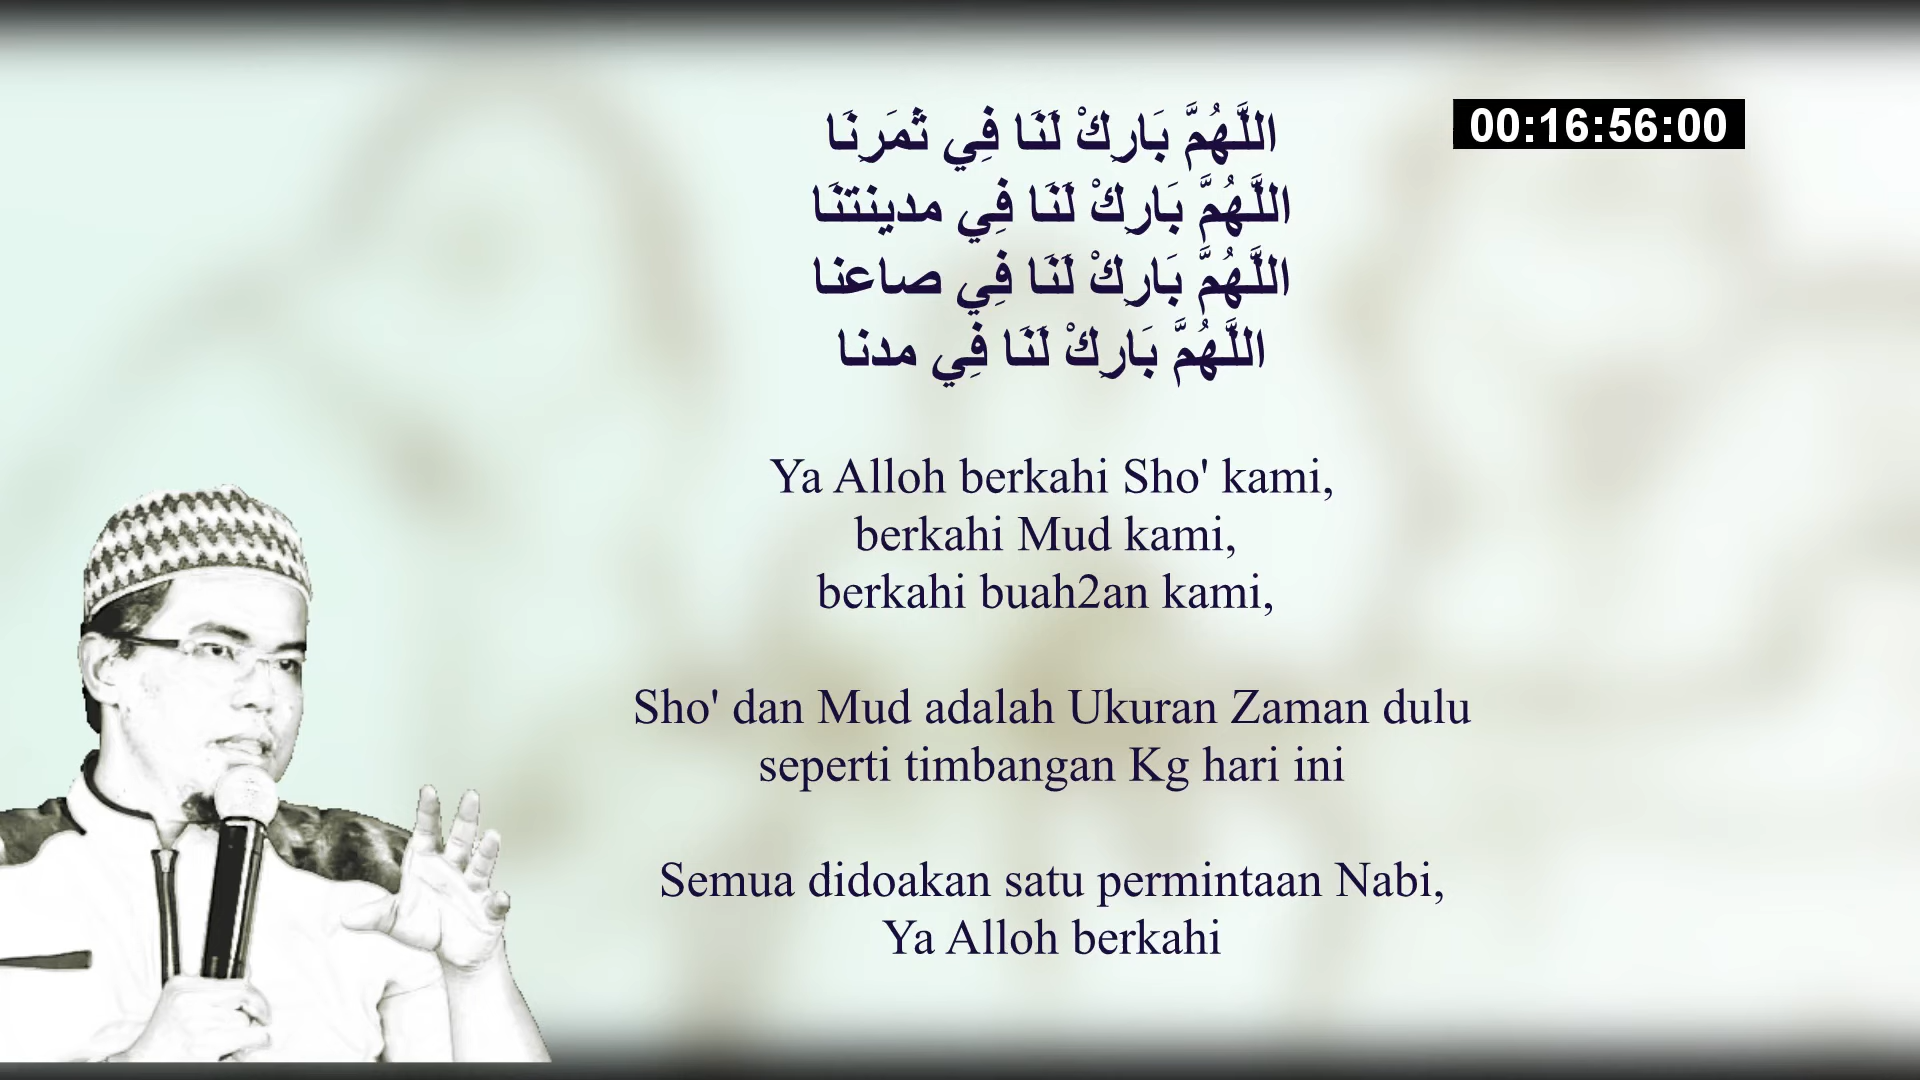 اللَّهُمَّ بَارِكْ لَنَا فِي ثَمَرِنَا
00:16:56:00
اللَّهُمَّ بَارِكْ لَنَا فِي مدينتنَا
اللَّهُمَّ بَارِكْ لَنَا فِي صاعنا
اللَّهُمَّ بَارِكْ لَنَا فِي مدنا
Ya Alloh berkahi Sho' kami,
berkahi Mud kami,
berkahi buah2an kami,
Sho' dan Mud adalah Ukuran Zaman dulu
seperti timbangan Kg hari ini
Semua didoakan satu permintaan Nabi,
Ya Alloh berkahi